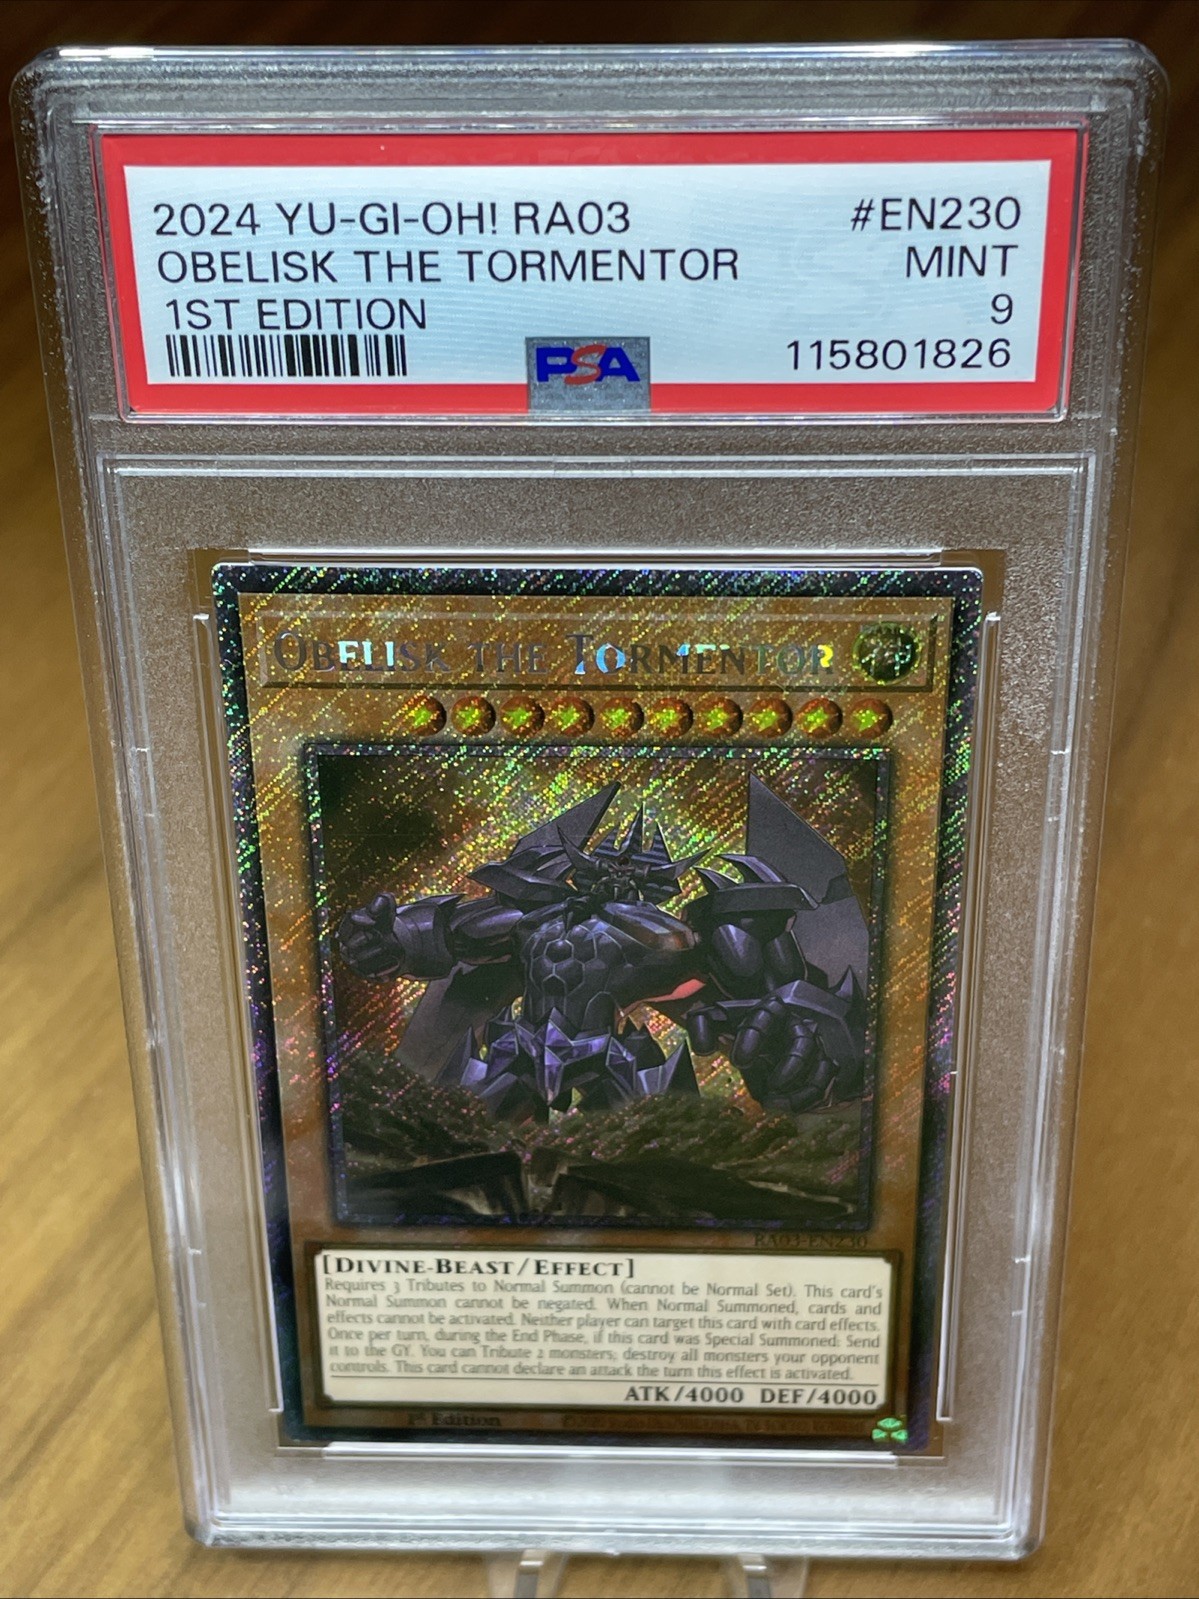 2024 YU-GI-OH! RA03 #EN230
OBELISK THE TORMENTOR MINT
1ST EDITION 9
PSA 115801826
OBELISK THE TORMENTOR
RA03-EN230
[DIVINE-BEAST/EFFECT]
Requires 3 Tributes to Normal Summon (cannot be Normal Set). This card's
Normal Summon cannot be negated. When Normal Summoned, cards and
effects cannot be activated. Neither player can target this card with card effects.
Once per turn, during the End Phase, if this card was Special Summoned: Send
it to the GY. You can Tribute 2 monsters; destroy all monsters your opponent
controls. This card cannot declare an attack the turn this effect is activated.
ATK/4000 DEF/4000
1st Edition